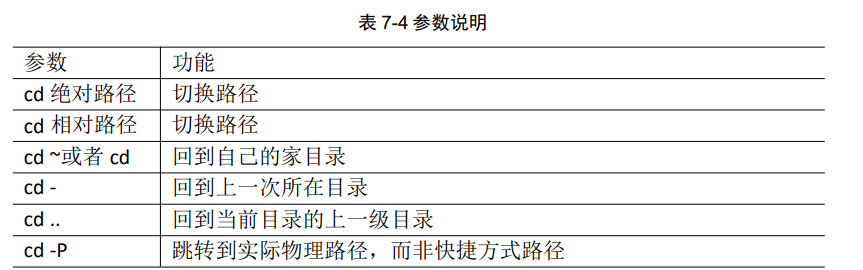 表 7-4 参数说明
参数 功能
cd 绝对路径 切换路径
cd 相对路径 切换路径
cd ~或者 cd 回到自己的家目录
cd - 回到上一次所在目录
cd .. 回到当前目录的上一级目录
cd -P 跳转到实际物理路径，而非快捷方式路径